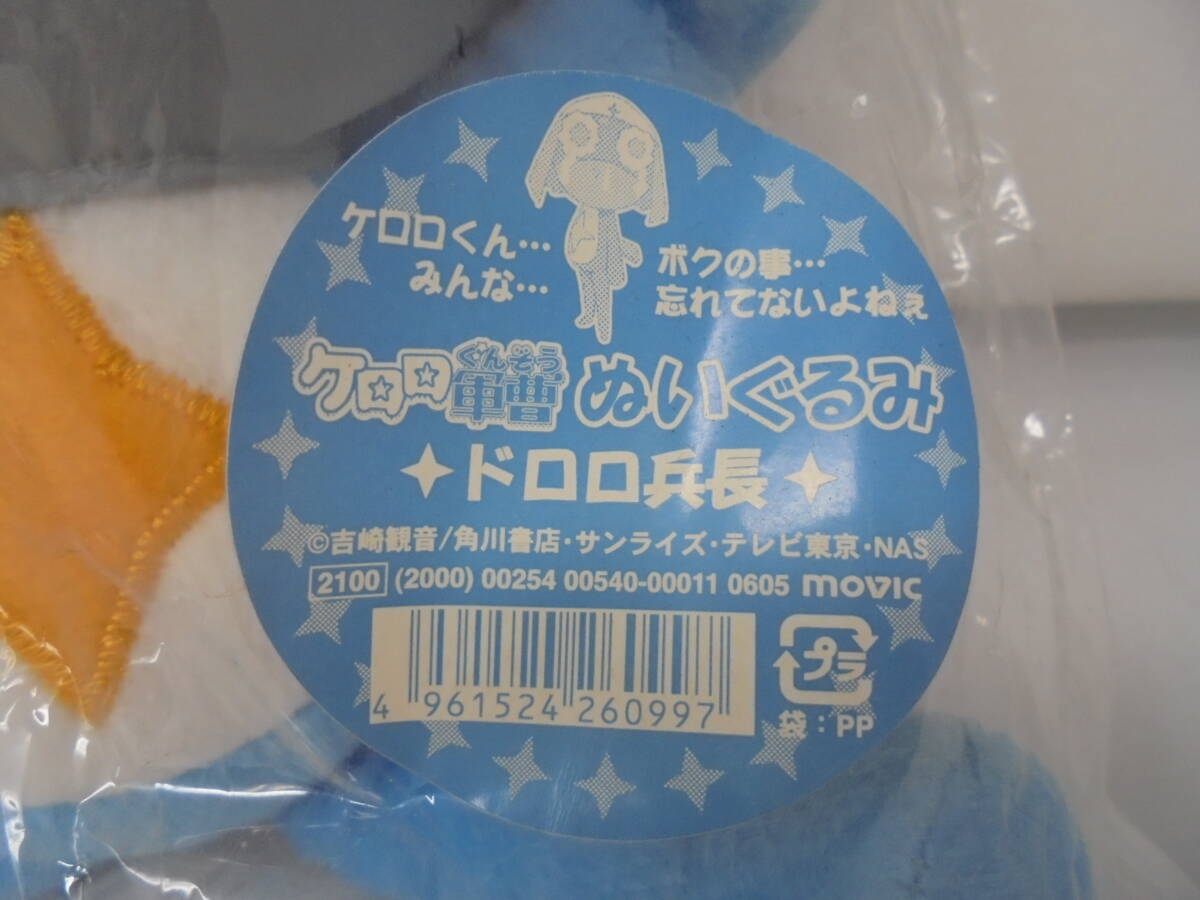 ケロロくん…
みんな…
ボクの事…
忘れてないよねぇ
ぐんそう
ケロロ軍曹 ぬいぐるみ
ドロロ兵長
©吉崎観音/角川書店・サンライズ・テレビ東京・NAS
2100 (2000) 00254 00540-00011 0605 movic
4 961524 260997
プラ
袋:PP